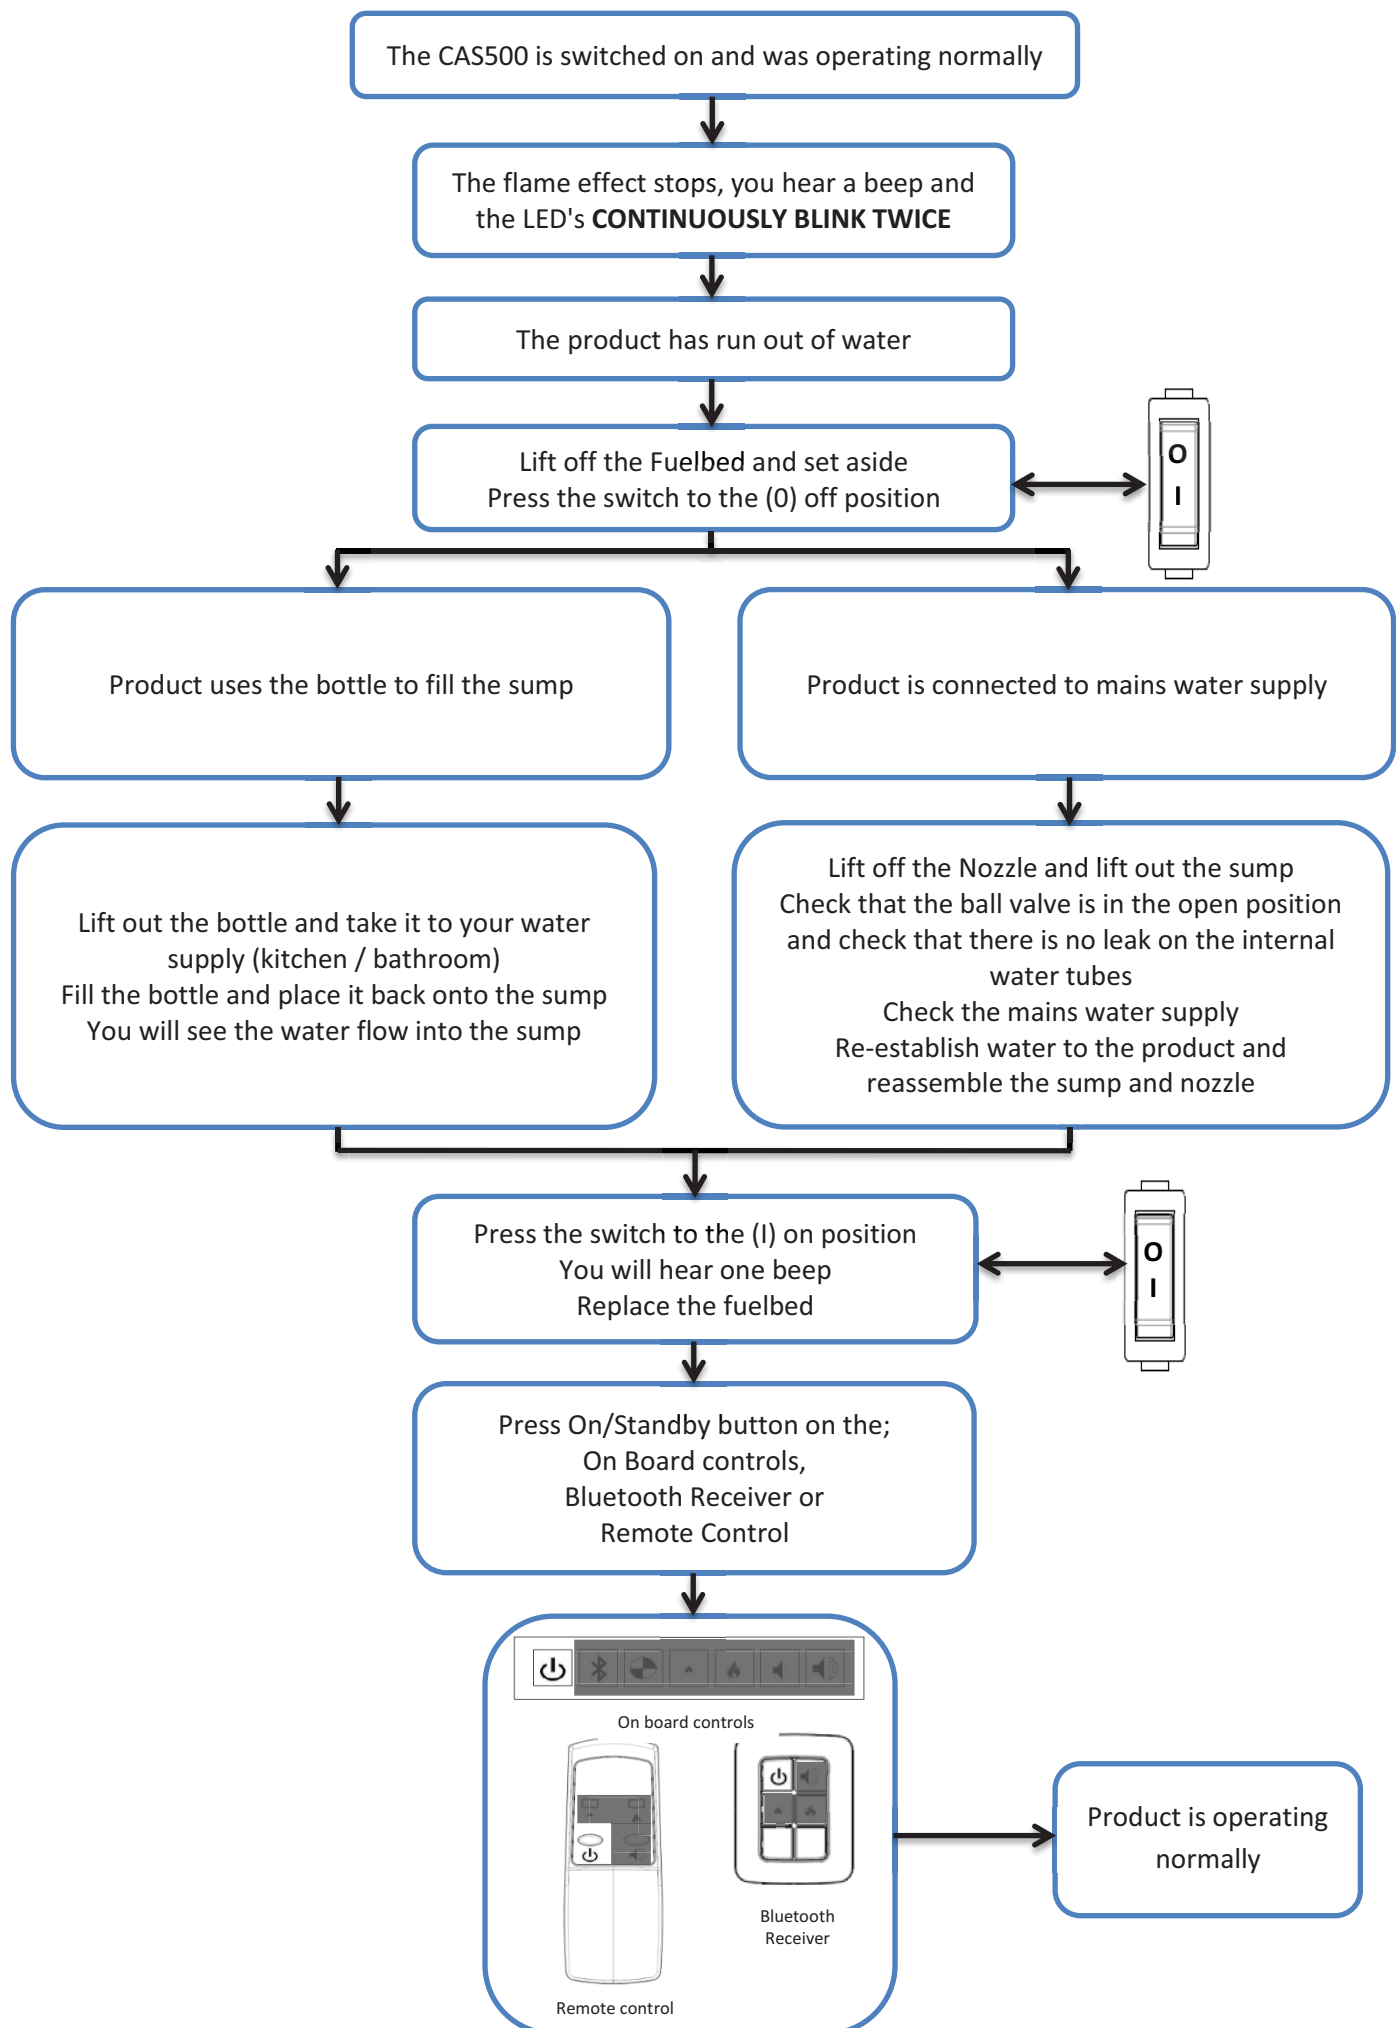 The CAS500 is switched on and was operating normally
The flame effect stops, you hear a beep and
the LED's CONTINUOUSLY BLINK TWICE
The product has run out of water
Lift off the Fuelbed and set aside
Press the switch to the (0) off position
O
I
Product uses the bottle to fill the sump
Product is connected to mains water supply
Lift out the bottle and take it to your water
supply (kitchen / bathroom)
Fill the bottle and place it back onto the sump
You will see the water flow into the sump
Lift off the Nozzle and lift out the sump
Check that the ball valve is in the open position
and check that there is no leak on the internal
water tubes
Check the mains water supply
Re-establish water to the product and
reassemble the sump and nozzle
Press the switch to the (I) on position
You will hear one beep
Replace the fuelbed
O
I
Press On/Standby button on the;
On Board controls,
Bluetooth Receiver or
Remote Control
On board controls
Bluetooth
Receiver
Remote control
Product is operating
normally